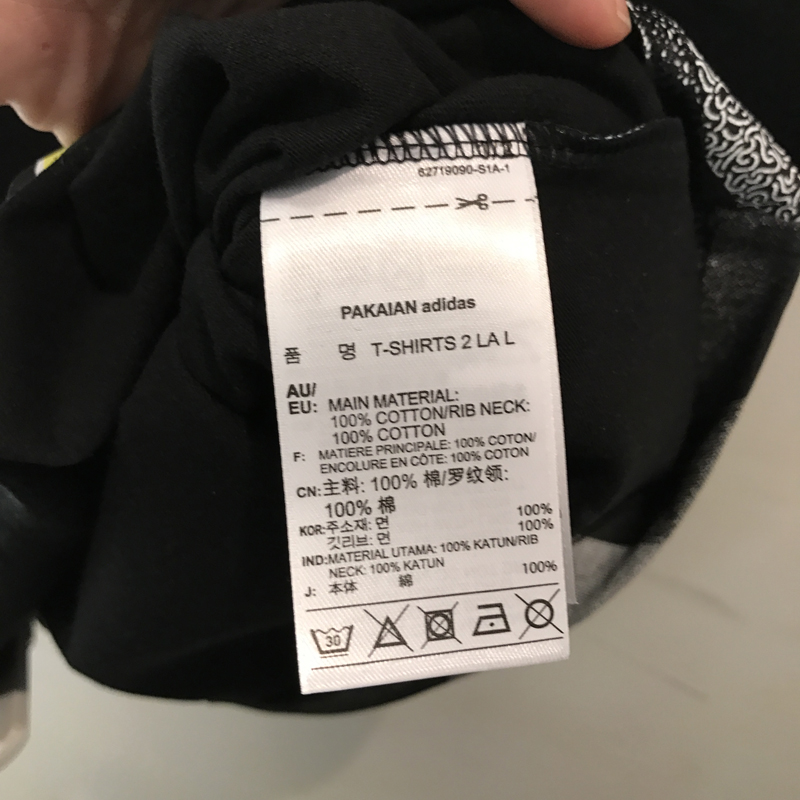 62719090-S1A-1
PAKAIAN adidas
품 명 T-SHIRTS 2 LA L
AU/
EU: MAIN MATERIAL:
100% COTTON/RIB NECK:
100% COTTON
F: MATIERE PRINCIPALE: 100% COTON/
ENCOLURE EN CÔTE: 100% COTON
CN:主料: 100% 棉/罗纹领:
100% 棉
KOR:주소재: 면 100%
깃리브: 면 100%
IND:MATERIAL UTAMA: 100% KATUN/RIB
NECK: 100% KATUN
J: 本体 綿 100%
30